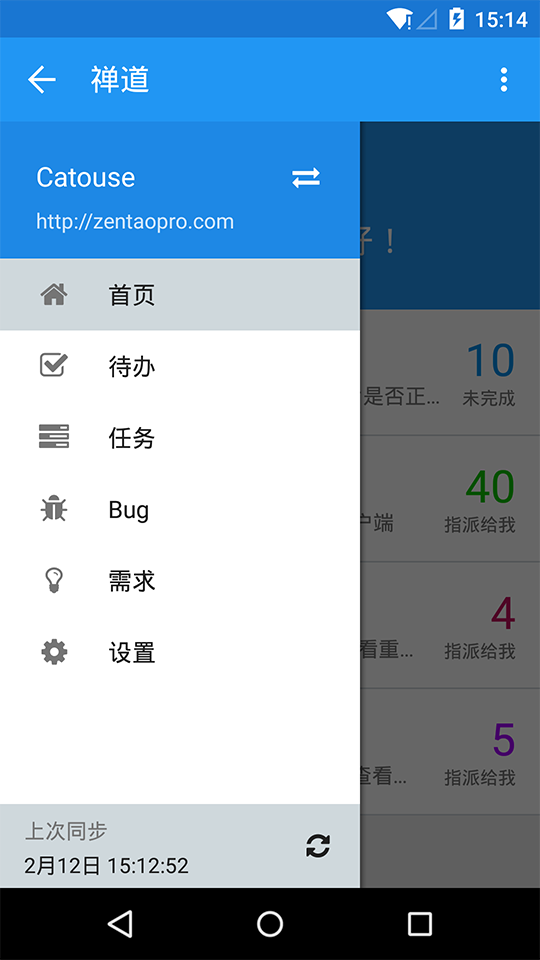 15:14
禅道
Catouse
http://zentaopro.com
！
首页
10
是否正...
未完成
待办
任务
40
户端
指派给我
Bug
需求
4
看重...
指派给我
设置
5
查看...
指派给我
上次同步
2月12日 15:12:52